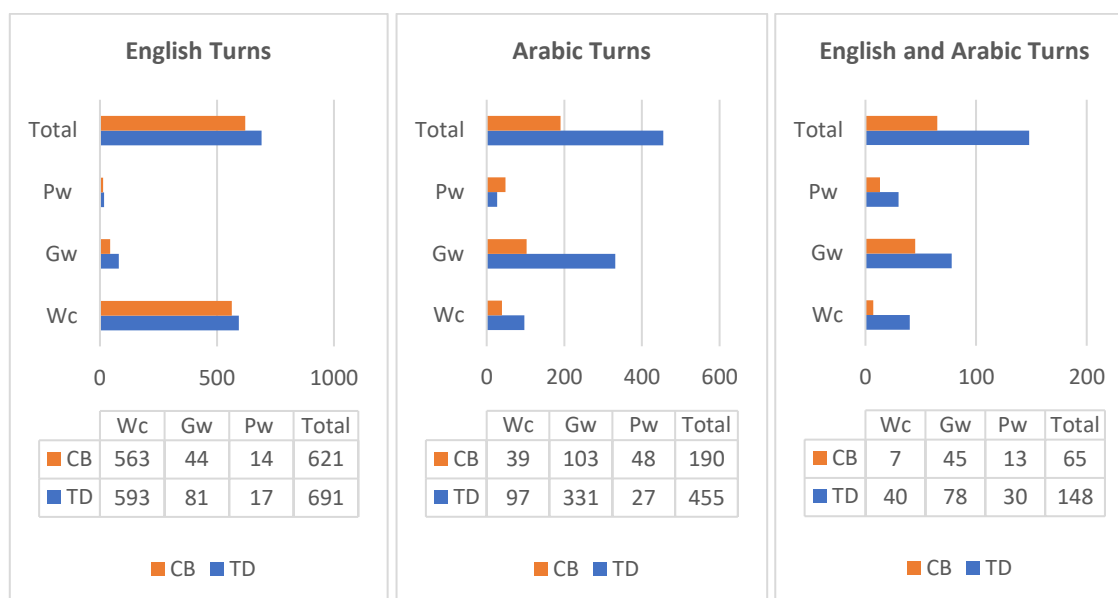 English Turns
Total
Pw
Gw
Wc
0 500 1000
Wc Gw Pw Total
CB 563 44 14 621
TD 593 81 17 691
CB TD
Arabic Turns
Total
Pw
Gw
Wc
0 200 400 600
Wc Gw Pw Total
CB 39 103 48 190
TD 97 331 27 455
CB TD
English and Arabic Turns
Total
Pw
Gw
Wc
0 100 200
Wc Gw Pw Total
CB 7 45 13 65
TD 40 78 30 148
CB TD